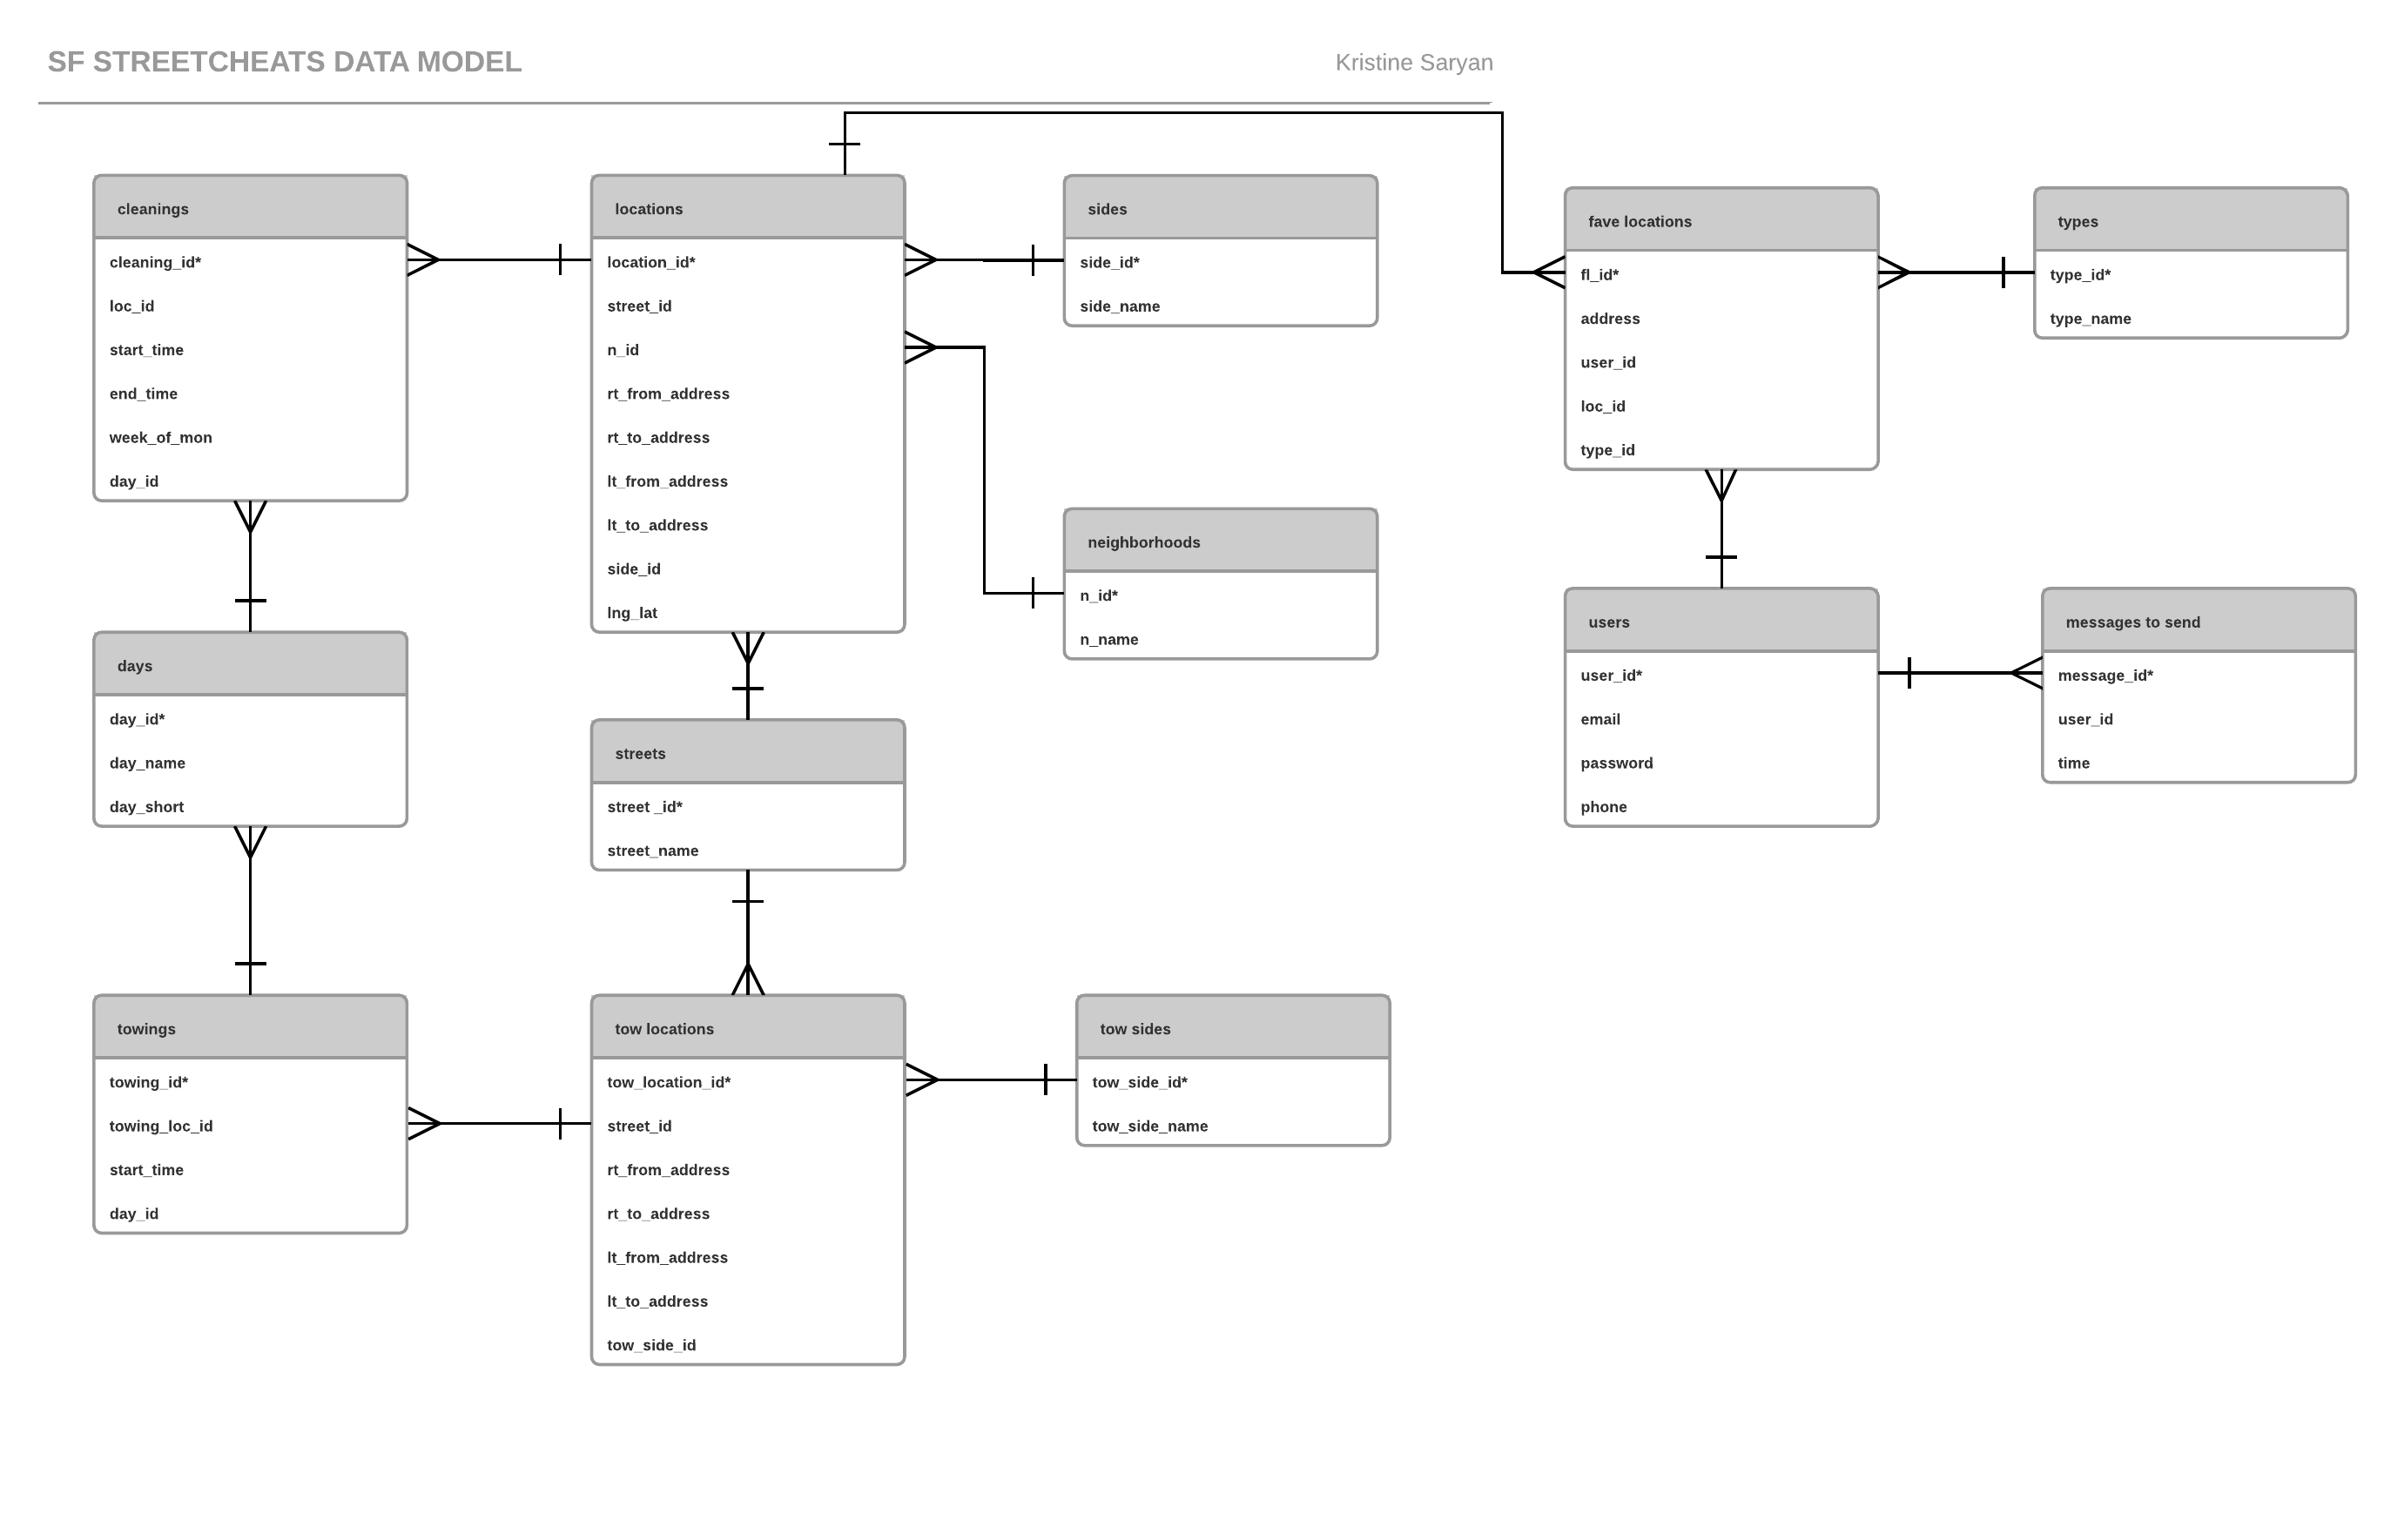 SF STREETCHEATS DATA MODEL
Kristine Saryan
cleanings
cleaning_id*
loc_id
start_time
end_time
week_of_mon
day_id
locations
location_id*
street_id
n_id
rt_from_address
rt_to_address
lt_from_address
lt_to_address
side_id
lng_lat
sides
side_id*
side_name
fave locations
fl_id*
address
user_id
loc_id
type_id
types
type_id*
type_name
neighborhoods
n_id*
n_name
users
user_id*
email
password
phone
messages to send
message_id*
user_id
time
days
day_id*
day_name
day_short
streets
street _id*
street_name
towings
towing_id*
towing_loc_id
start_time
day_id
tow locations
tow_location_id*
street_id
rt_from_address
rt_to_address
lt_from_address
lt_to_address
tow_side_id
tow sides
tow_side_id*
tow_side_name